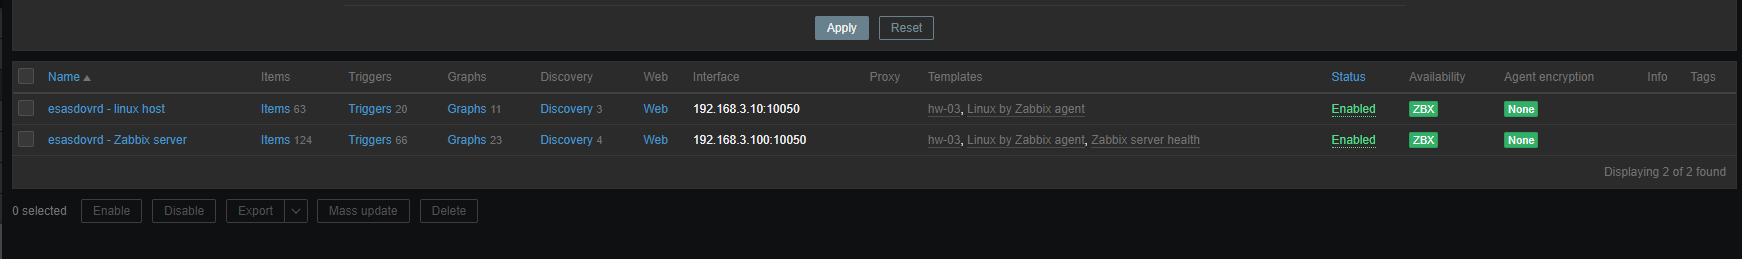 Apply Reset
Name Items Triggers Graphs Discovery Web Interface Proxy Templates Status Availability Agent encryption Info Tags
esasdovrd - linux host Items 63 Triggers 20 Graphs 11 Discovery 3 Web 192.168.3.10:10050 hw-03, Linux by Zabbix agent Enabled ZBX None
esasdovrd - Zabbix server Items 124 Triggers 66 Graphs 23 Discovery 4 Web 192.168.3.100:10050 hw-03, Linux by Zabbix agent, Zabbix server health Enabled ZBX None
Displaying 2 of 2 found
0 selected Enable Disable Export Mass update Delete